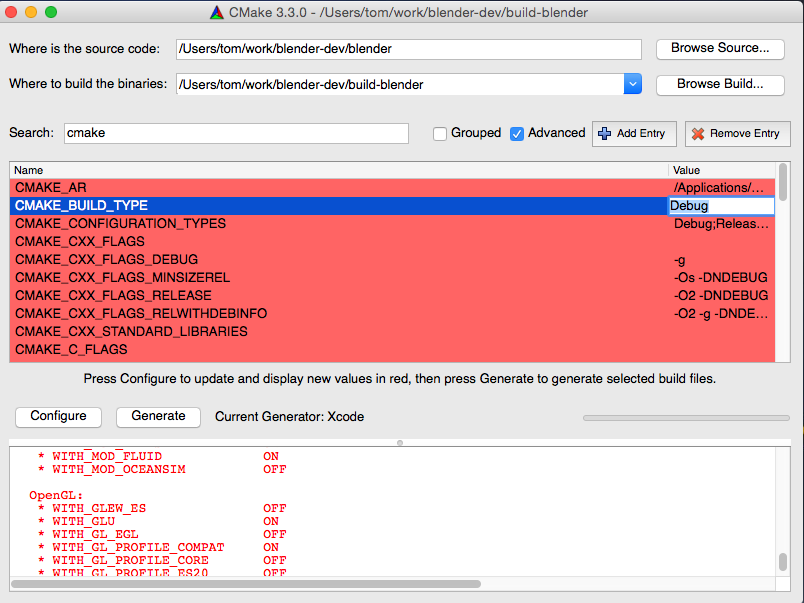 CMake 3.3.0 - /Users/tom/work/blender-dev/build-blender
Where is the source code: /Users/tom/work/blender-dev/blender Browse Source...
Where to build the binaries: /Users/tom/work/blender-dev/build-blender Browse Build...
Search: cmake Grouped Advanced Add Entry Remove Entry
Name Value
CMAKE_AR /Applications/...
CMAKE_BUILD_TYPE Debug
CMAKE_CONFIGURATION_TYPES Debug;Releas...
CMAKE_CXX_FLAGS
CMAKE_CXX_FLAGS_DEBUG -g
CMAKE_CXX_FLAGS_MINSIZEREL -Os -DNDEBUG
CMAKE_CXX_FLAGS_RELEASE -O2 -DNDEBUG
CMAKE_CXX_FLAGS_RELWITHDEBINFO -O2 -g -DNDE...
CMAKE_CXX_STANDARD_LIBRARIES
CMAKE_C_FLAGS
Press Configure to update and display new values in red, then press Generate to generate selected build files.
Configure Generate Current Generator: Xcode
* WITH_MOD_FLUID ON
* WITH_MOD_OCEANSIM OFF
OpenGL:
* WITH_GLEW_ES OFF
* WITH_GLU ON
* WITH_GL_EGL OFF
* WITH_GL_PROFILE_COMPAT ON
* WITH_GL_PROFILE_CORE OFF
* WITH_GL_PROFILE_ES20 OFF